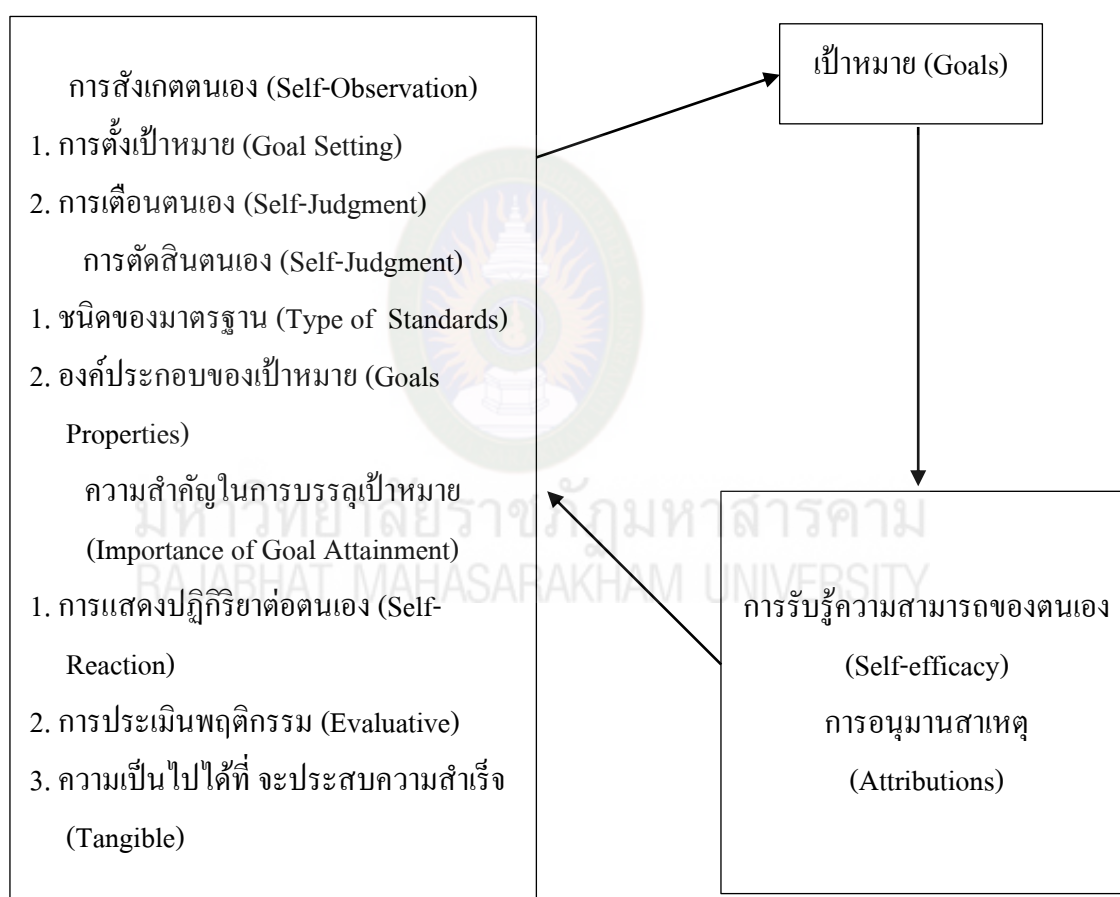 การสังเกตตนเอง (Self-Observation)
1. การตั้งเป้าหมาย (Goal Setting)
2. การเตือนตนเอง (Self-Judgment)
การตัดสินตนเอง (Self-Judgment)
1. ชนิดของมาตรฐาน (Type of Standards)
2. องค์ประกอบของเป้าหมาย (Goals
Properties)
ความสำคัญในการบรรลุเป้าหมาย
(Importance of Goal Attainment)
1. การแสดงปฏิกิริยาต่อตนเอง (Self-
Reaction)
2. การประเมินพฤติกรรม (Evaluative)
3. ความเป็นไปได้ที่ จะประสบความสำเร็จ
(Tangible)
เป้าหมาย (Goals)
การรับรู้ความสามารถของตนเอง
(Self-efficacy)
การอนุมานสาเหตุ
(Attributions)
มหาวิทยาลัยราชภัฏมหาสารคาม
RAJABHAT MAHASARAKHAM UNIVERSITY